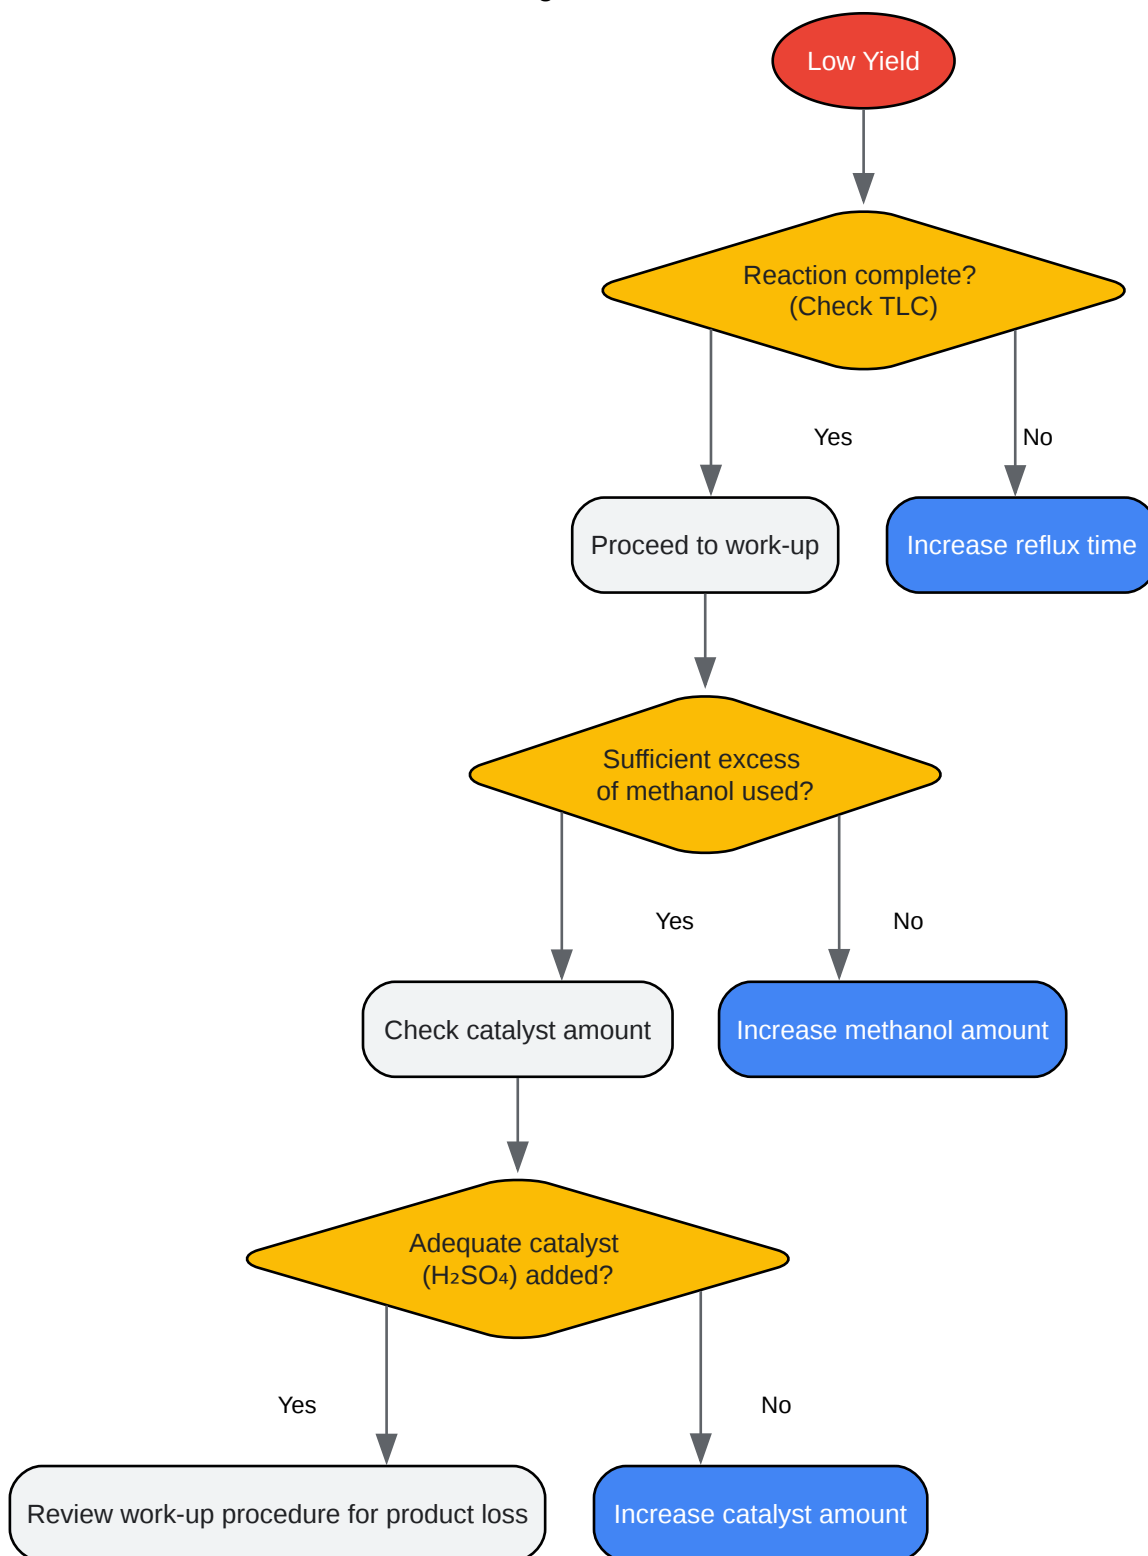 Low Yield
Reaction complete?
(Check TLC)
Yes
No
Proceed to work-up
Increase reflux time
Sufficient excess
of methanol used?
Yes
No
Check catalyst amount
Increase methanol amount
Adequate catalyst
(H₂SO₄) added?
Yes
No
Review work-up procedure for product loss
Increase catalyst amount